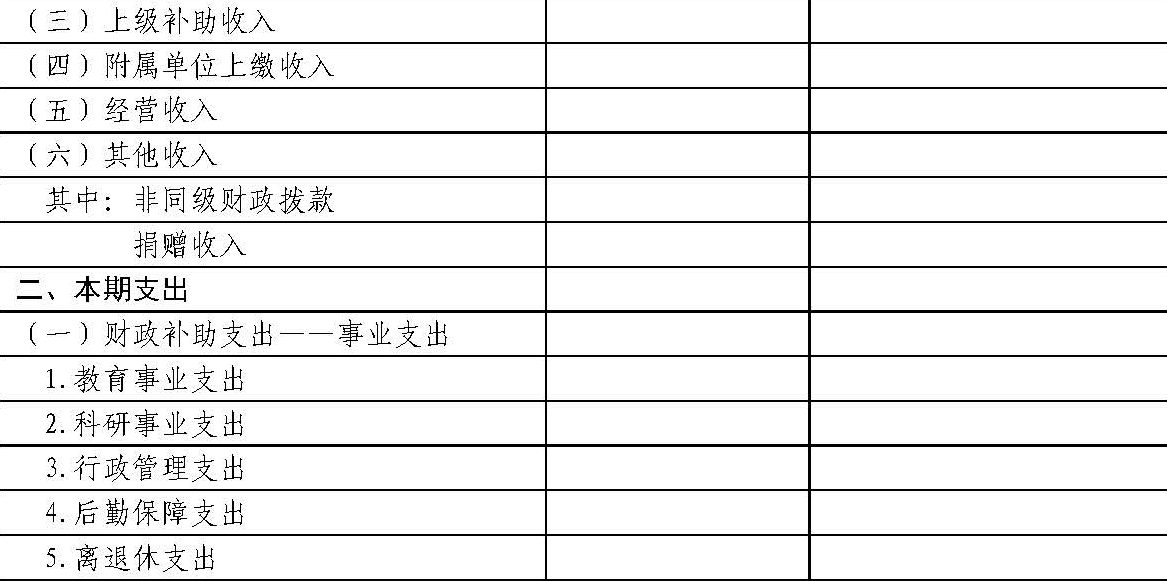 （三）上级补助收入
（四）附属单位上缴收入
（五）经营收入
（六）其他收入
其中：非同级财政拨款
捐赠收入
二、本期支出
（一）财政补助支出——事业支出
1.教育事业支出
2.科研事业支出
3.行政管理支出
4.后勤保障支出
5.离退休支出